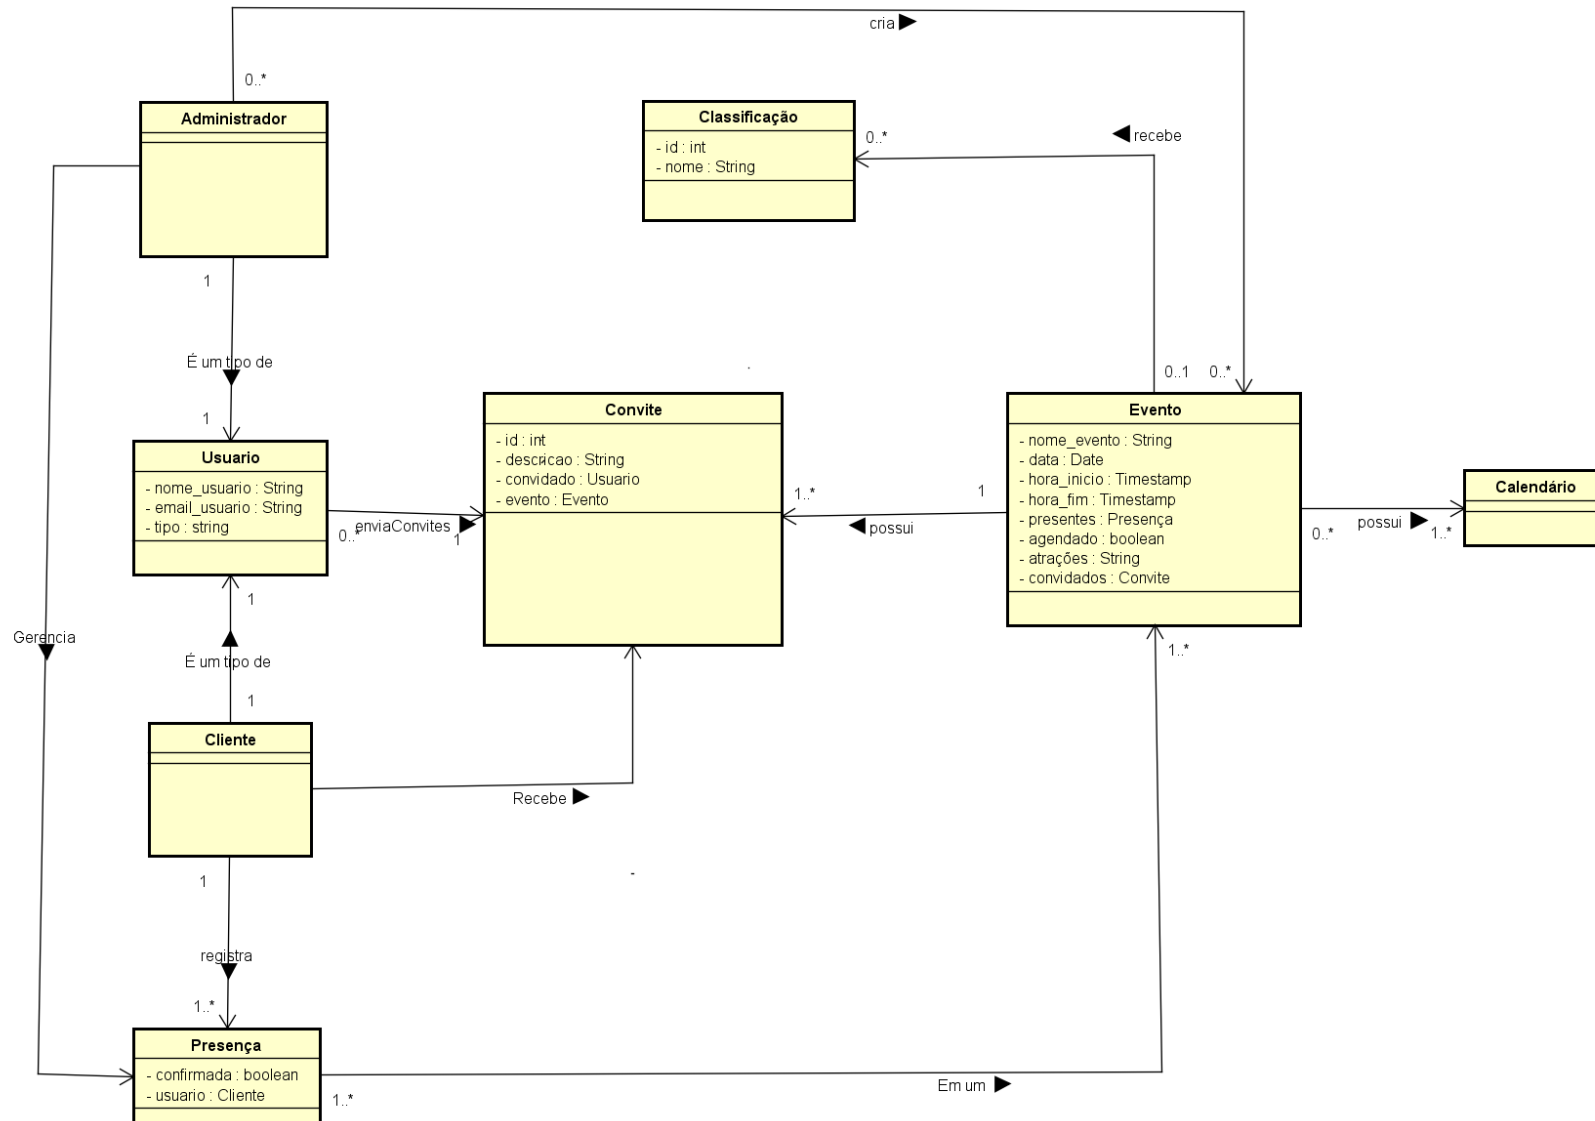 cria
0..*
Administrador
Classificação
- id : int
- nome : String
0..*
recebe
1
É um tipo de
1
0..1
0..*
Usuario
- nome_usuario : String
- email_usuario : String
- tipo : string
Convite
- id : int
- descricao : String
- convidado : Usuario
- evento : Evento
Evento
- nome_evento : String
- data : Date
- hora_inicio : Timestamp
- hora_fim : Timestamp
- presentes : Presença
- agendado : boolean
- atrações : String
- convidados : Convite
Calendário
0..*
enviaConvites
1
1..*
possui
1
0..*
possui
1..*
1
É um tipo de
1
Gerencia
1..*
Cliente
Recebe
1
registra
1..*
Presença
- confirmada : boolean
- usuario : Cliente
1..*
Em um